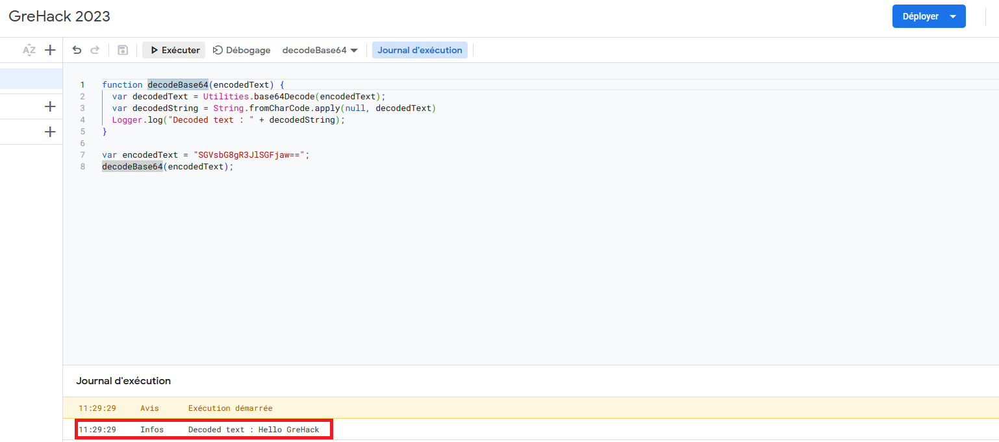 GreHack 2023
Déployer
AZ
Exécuter Débogage decodeBase64 Journal d'exécution
1 function decodeBase64(encodedText) {
2 var decodedText = Utilities.base64Decode(encodedText);
3 var decodedString = String.fromCharCode.apply(null, decodedText)
4 Logger.log("Decoded text : " + decodedString);
5 }
6
7 var encodedText = "SGVsbG8gR3JlSGFjaw==";
8 decodeBase64(encodedText);
Journal d'exécution
11:29:29 Avis Exécution démarrée
11:29:29 Infos Decoded text : Hello GreHack